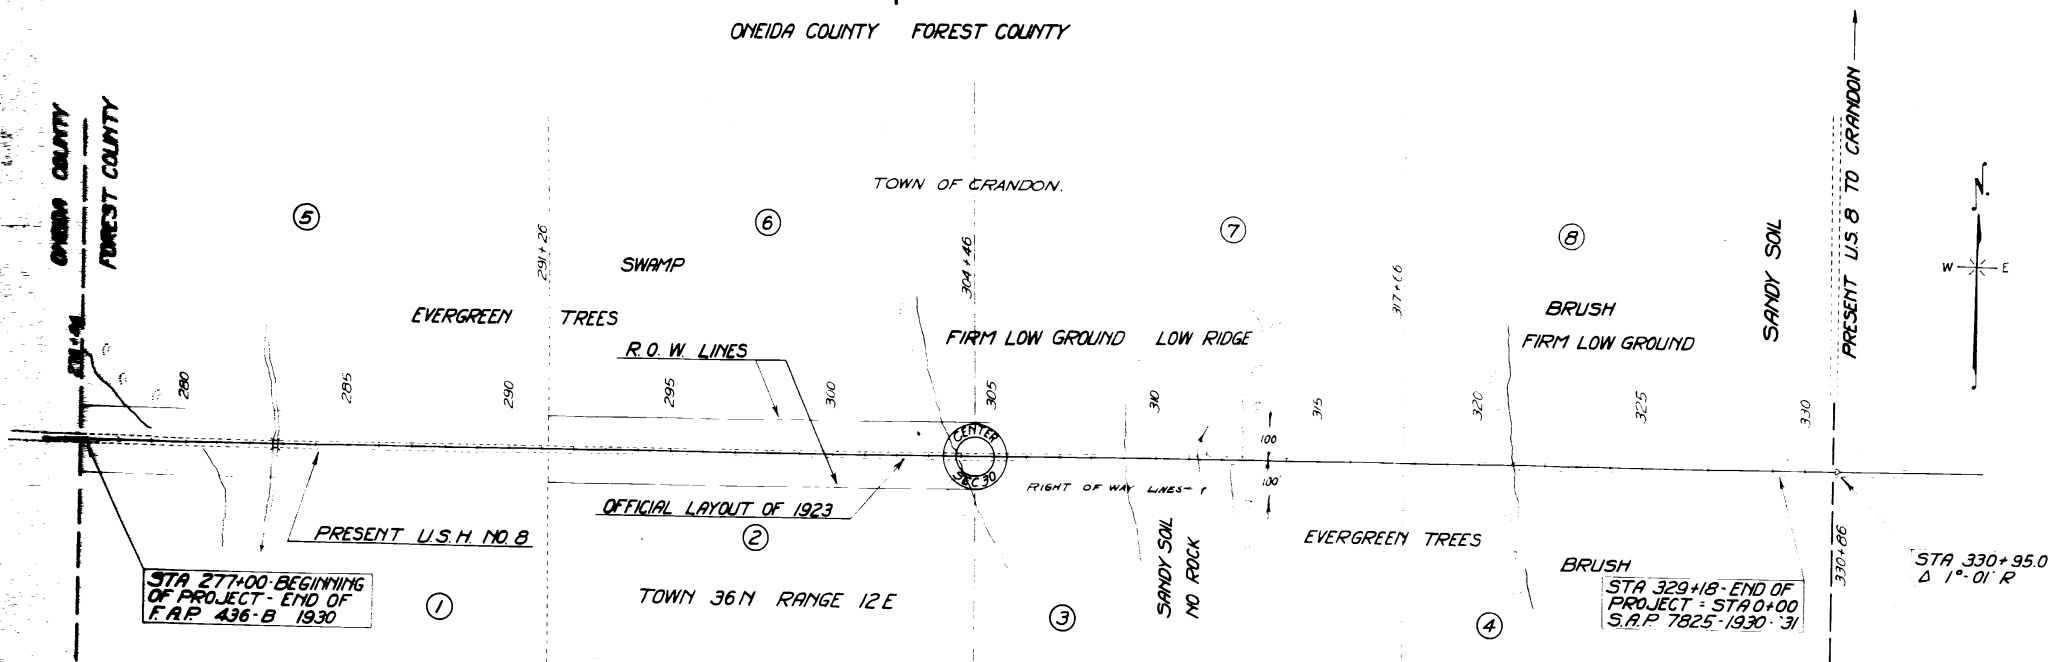 ONEIDA COUNTY FOREST COUNTY
ONEIDA COUNTY
FOREST COUNTY
PRESENT U.S. 8 TO CRANDON
N.
W E
TOWN OF CRANDON.
5
6
7
8
SANDY SOIL
291+26
304+46
SWAMP
EVERGREEN TREES
BRUSH
FIRM LOW GROUND LOW RIDGE
FIRM LOW GROUND
R.O.W. LINES
280
285
290
295
300
305
310
315
320
325
330
CENTER
SEC 30
100
100'
RIGHT OF WAY LINES
OFFICIAL LAYOUT OF 1923
PRESENT U.S.H. NO. 8
2
EVERGREEN TREES
SANDY SOIL
NO ROCK
BRUSH
330+86
STA 330+95.0
Δ 1°-01' R
STA 277+00-BEGINNING
OF PROJECT - END OF
F.A.P. 436-B 1930
1
TOWN 36N RANGE 12E
3
4
STA 329+18-END OF
PROJECT = STA 0+00
S.A.P. 7825-1930-'31